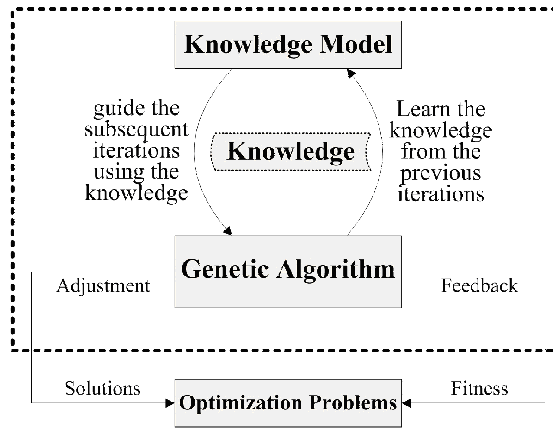 Knowledge Model
guide the
subsequent
iterations
using the
knowledge
Knowledge
Learn the
knowledge
from the
previous
iterations
Genetic Algorithm
Adjustment
Feedback
Solutions
Fitness
Optimization Problems